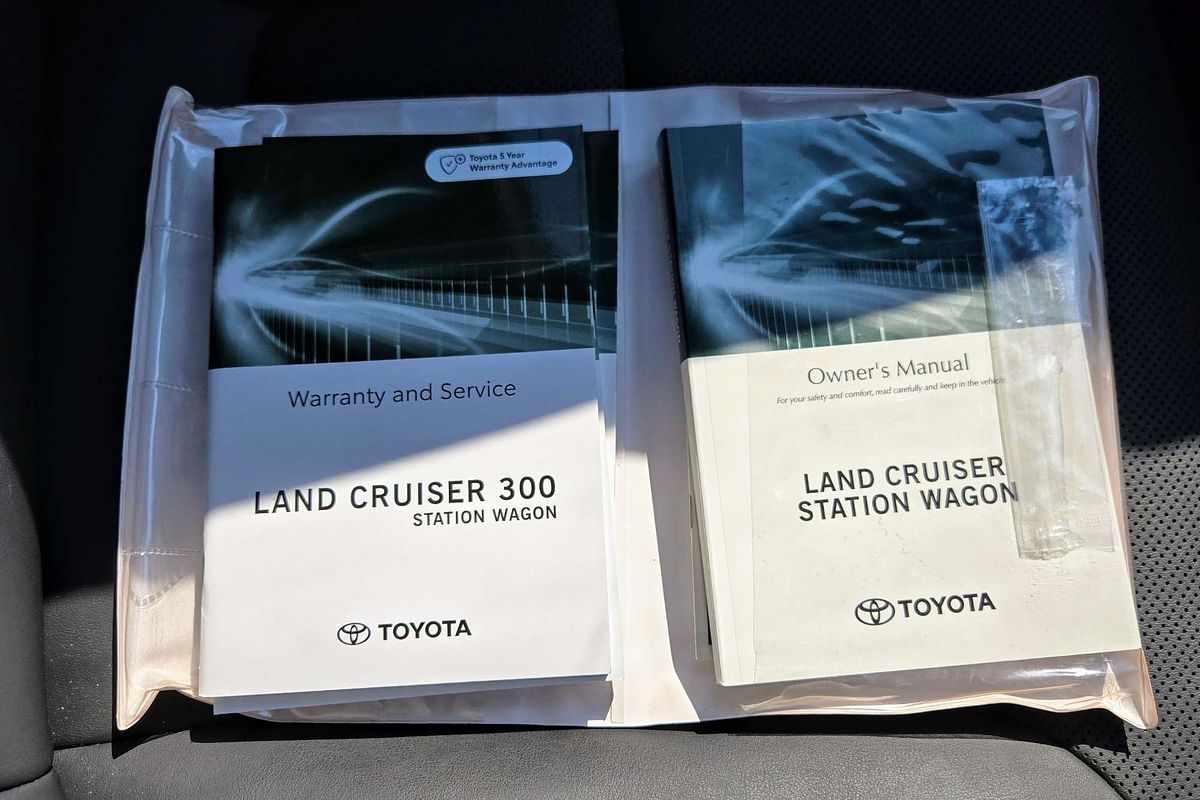 Toyota 5 Year
Warranty Advantage
Warranty and Service
LAND CRUISER 300
STATION WAGON
TOYOTA
Owner's Manual
For your safety and comfort, read carefully and keep in the vehicle.
LAND CRUISER
STATION WAGON
TOYOTA